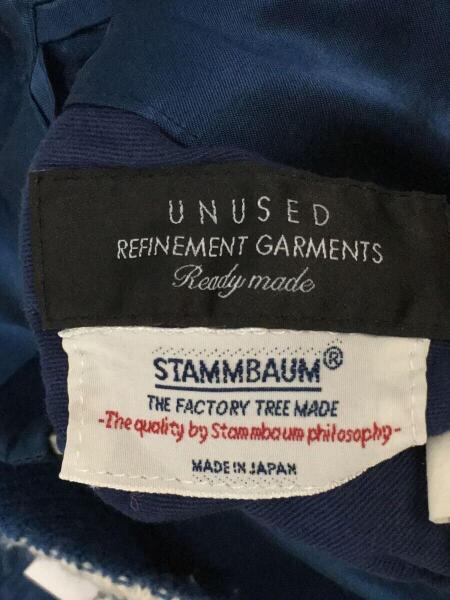 UNUSED
REFINEMENT GARMENTS
Ready made
STAMMBAUM®
THE FACTORY TREE MADE
-The quality by Stammbaum philosophy-
MADE IN JAPAN